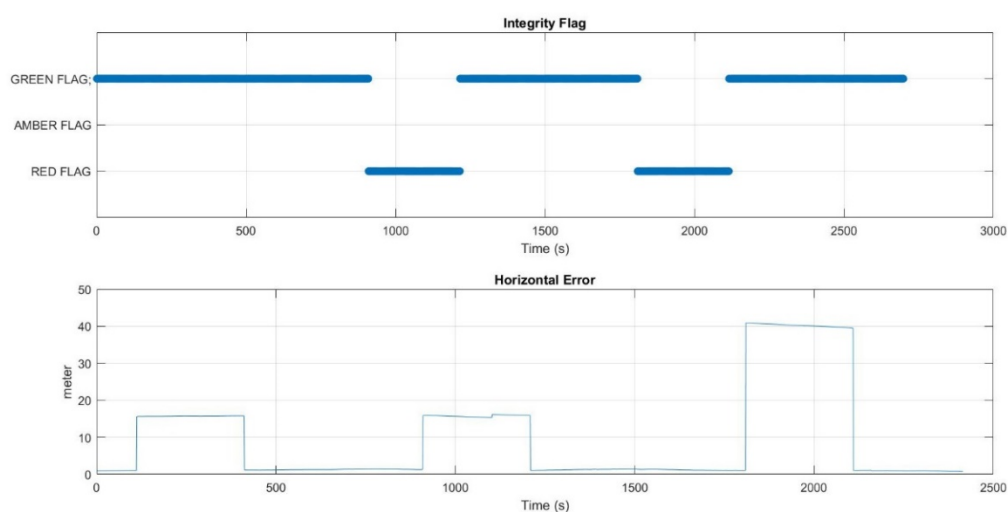 Integrity Flag
GREEN FLAG;
AMBER FLAG
RED FLAG
0 500 1000 1500 2000 2500 3000
Time (s)
Horizontal Error
50
40
30
20
10
0
meter
0 500 1000 1500 2000 2500
Time (s)